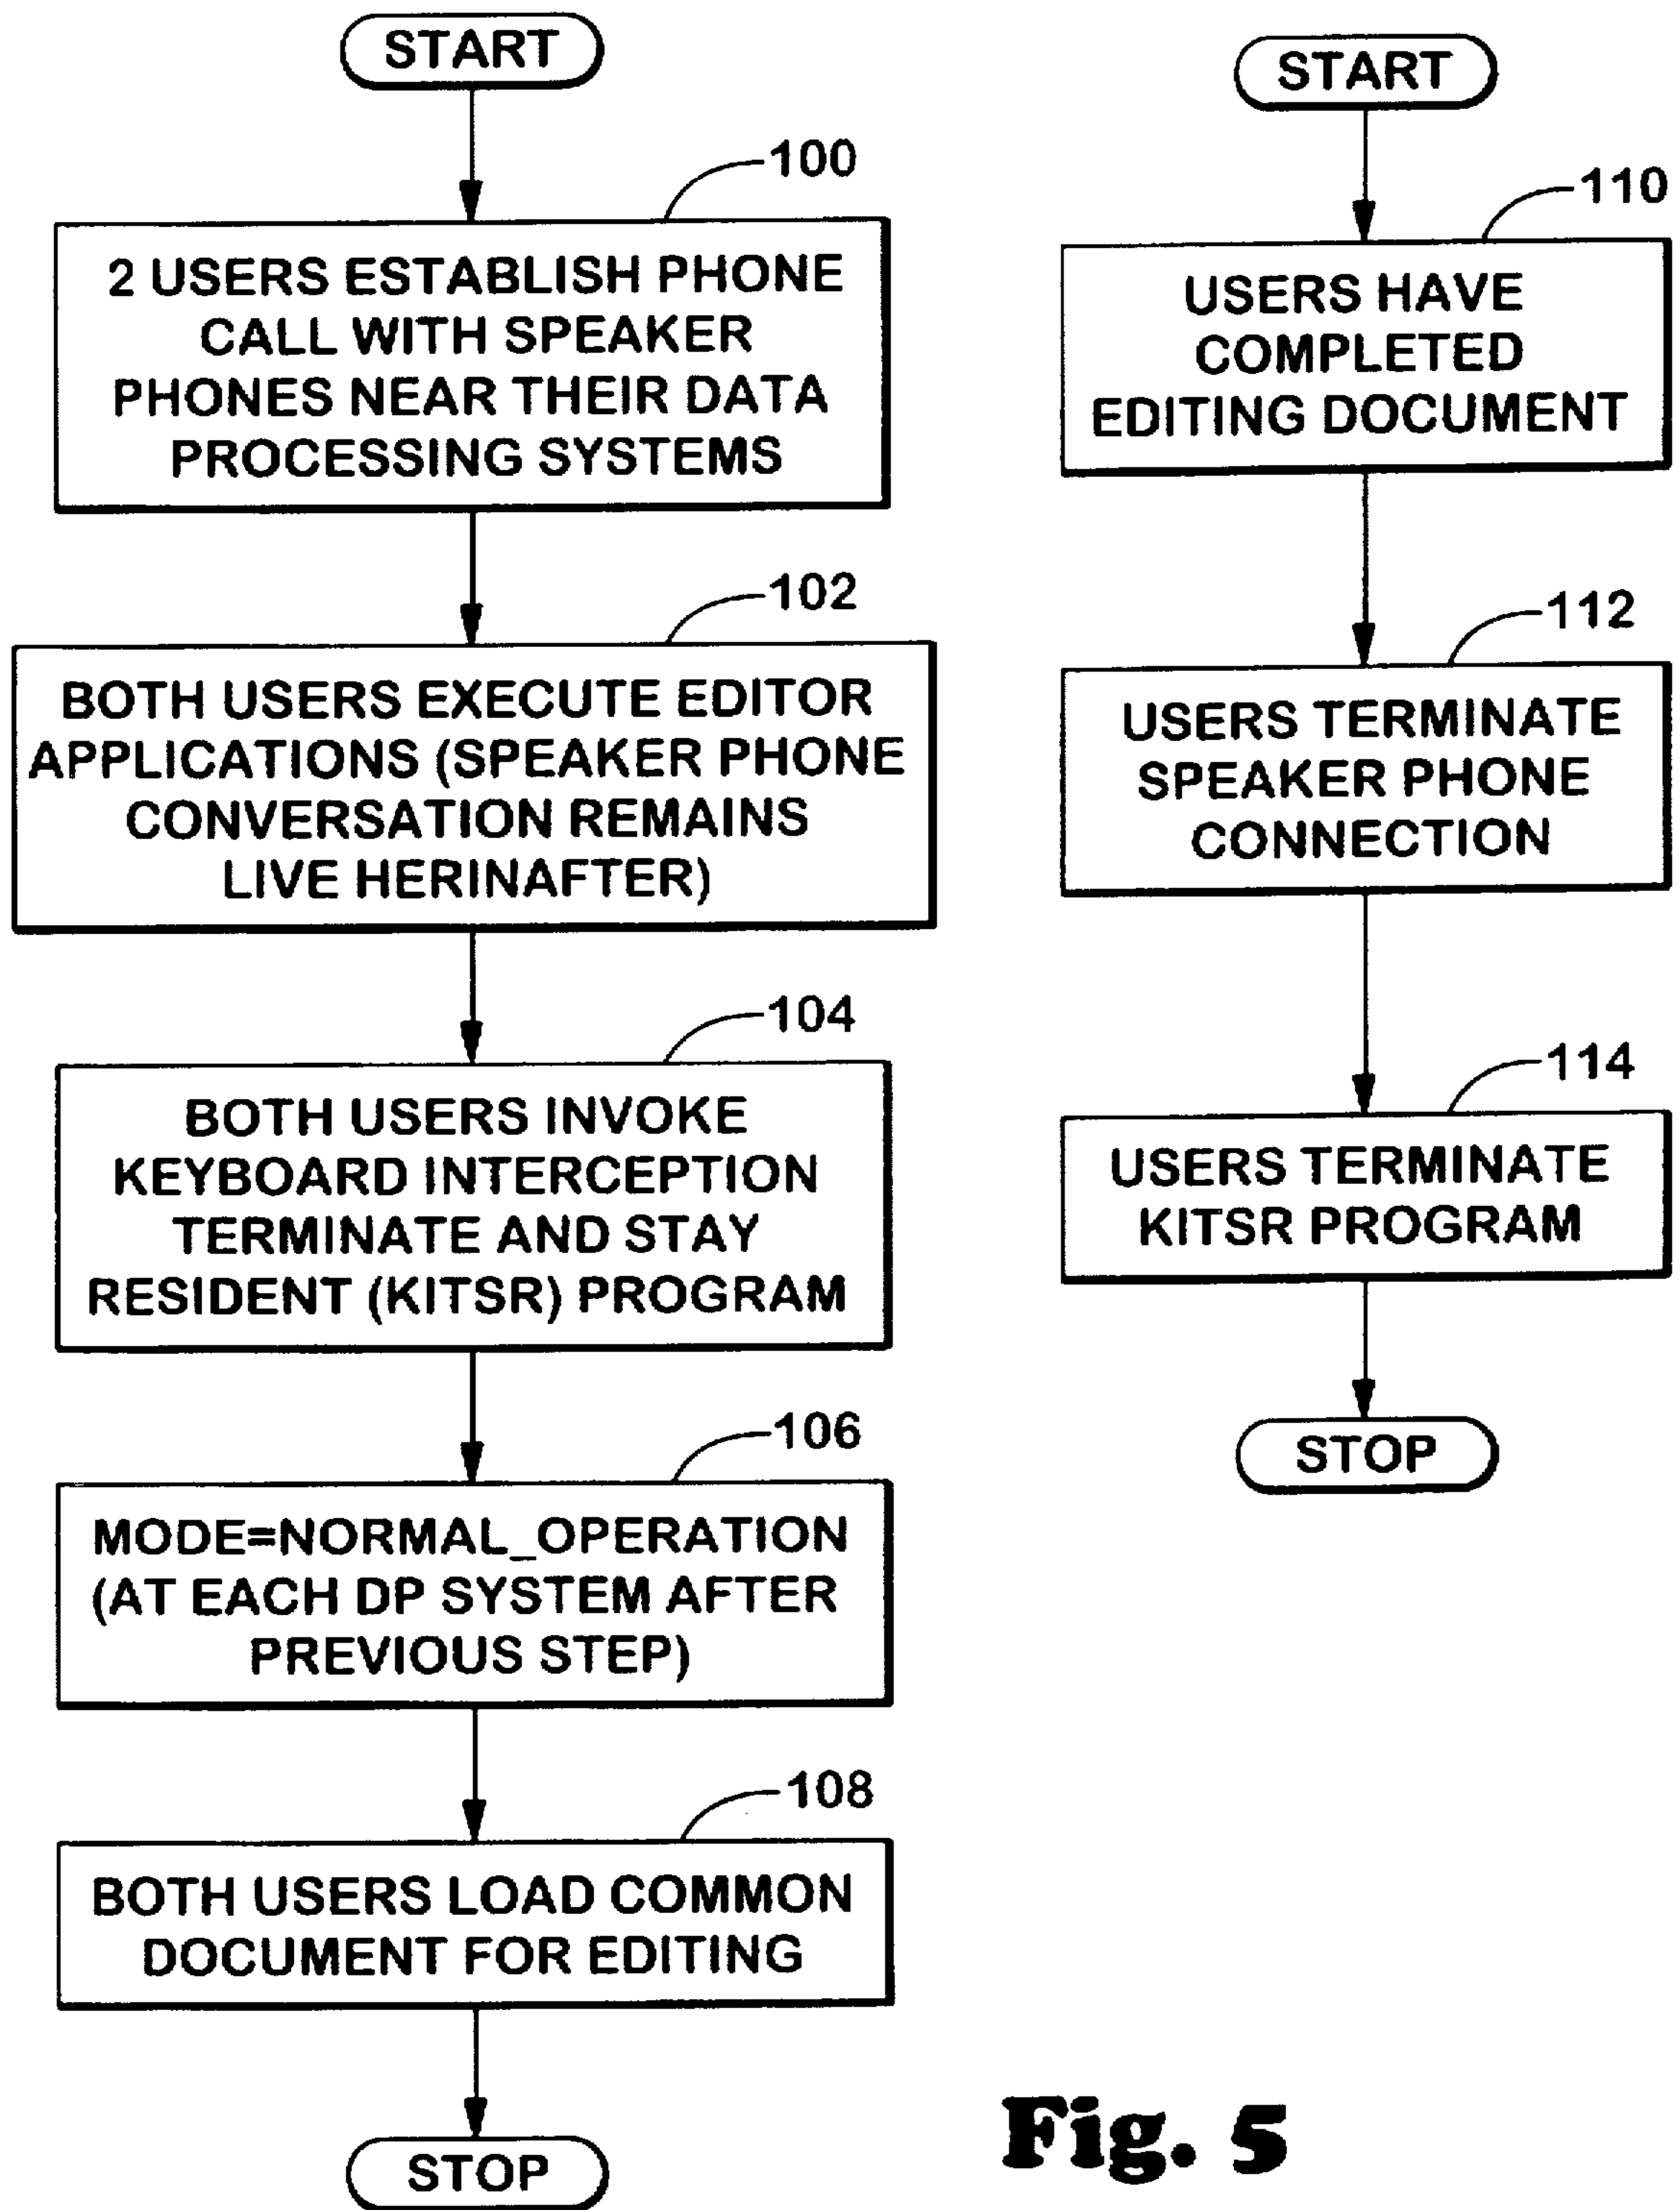 START
100
2 USERS ESTABLISH PHONE
CALL WITH SPEAKER
PHONES NEAR THEIR DATA
PROCESSING SYSTEMS
102
BOTH USERS EXECUTE EDITOR
APPLICATIONS (SPEAKER PHONE
CONVERSATION REMAINS
LIVE HERINAFTER)
104
BOTH USERS INVOKE
KEYBOARD INTERCEPTION
TERMINATE AND STAY
RESIDENT (KITSR) PROGRAM
106
MODE=NORMAL_OPERATION
(AT EACH DP SYSTEM AFTER
PREVIOUS STEP)
108
BOTH USERS LOAD COMMON
DOCUMENT FOR EDITING
STOP
START
110
USERS HAVE
COMPLETED
EDITING DOCUMENT
112
USERS TERMINATE
SPEAKER PHONE
CONNECTION
114
USERS TERMINATE
KITSR PROGRAM
STOP
Fig. 5